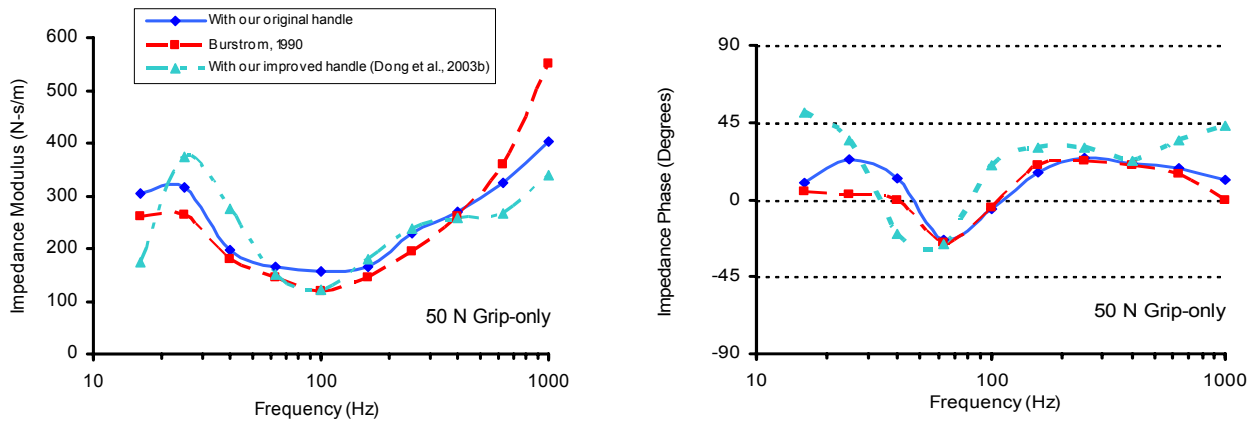 With our original handle
Burstrom, 1990
With our improved handle (Dong et al., 2003b)
600
500
400
300
200
100
0
Impedance Modulus (N-s/m)
50 N Grip-only
10
100
1000
Frequency (Hz)
90
45
0
-45
-90
Impedance Phase (Degrees)
50 N Grip-only
10
100
1000
Frequency (Hz)